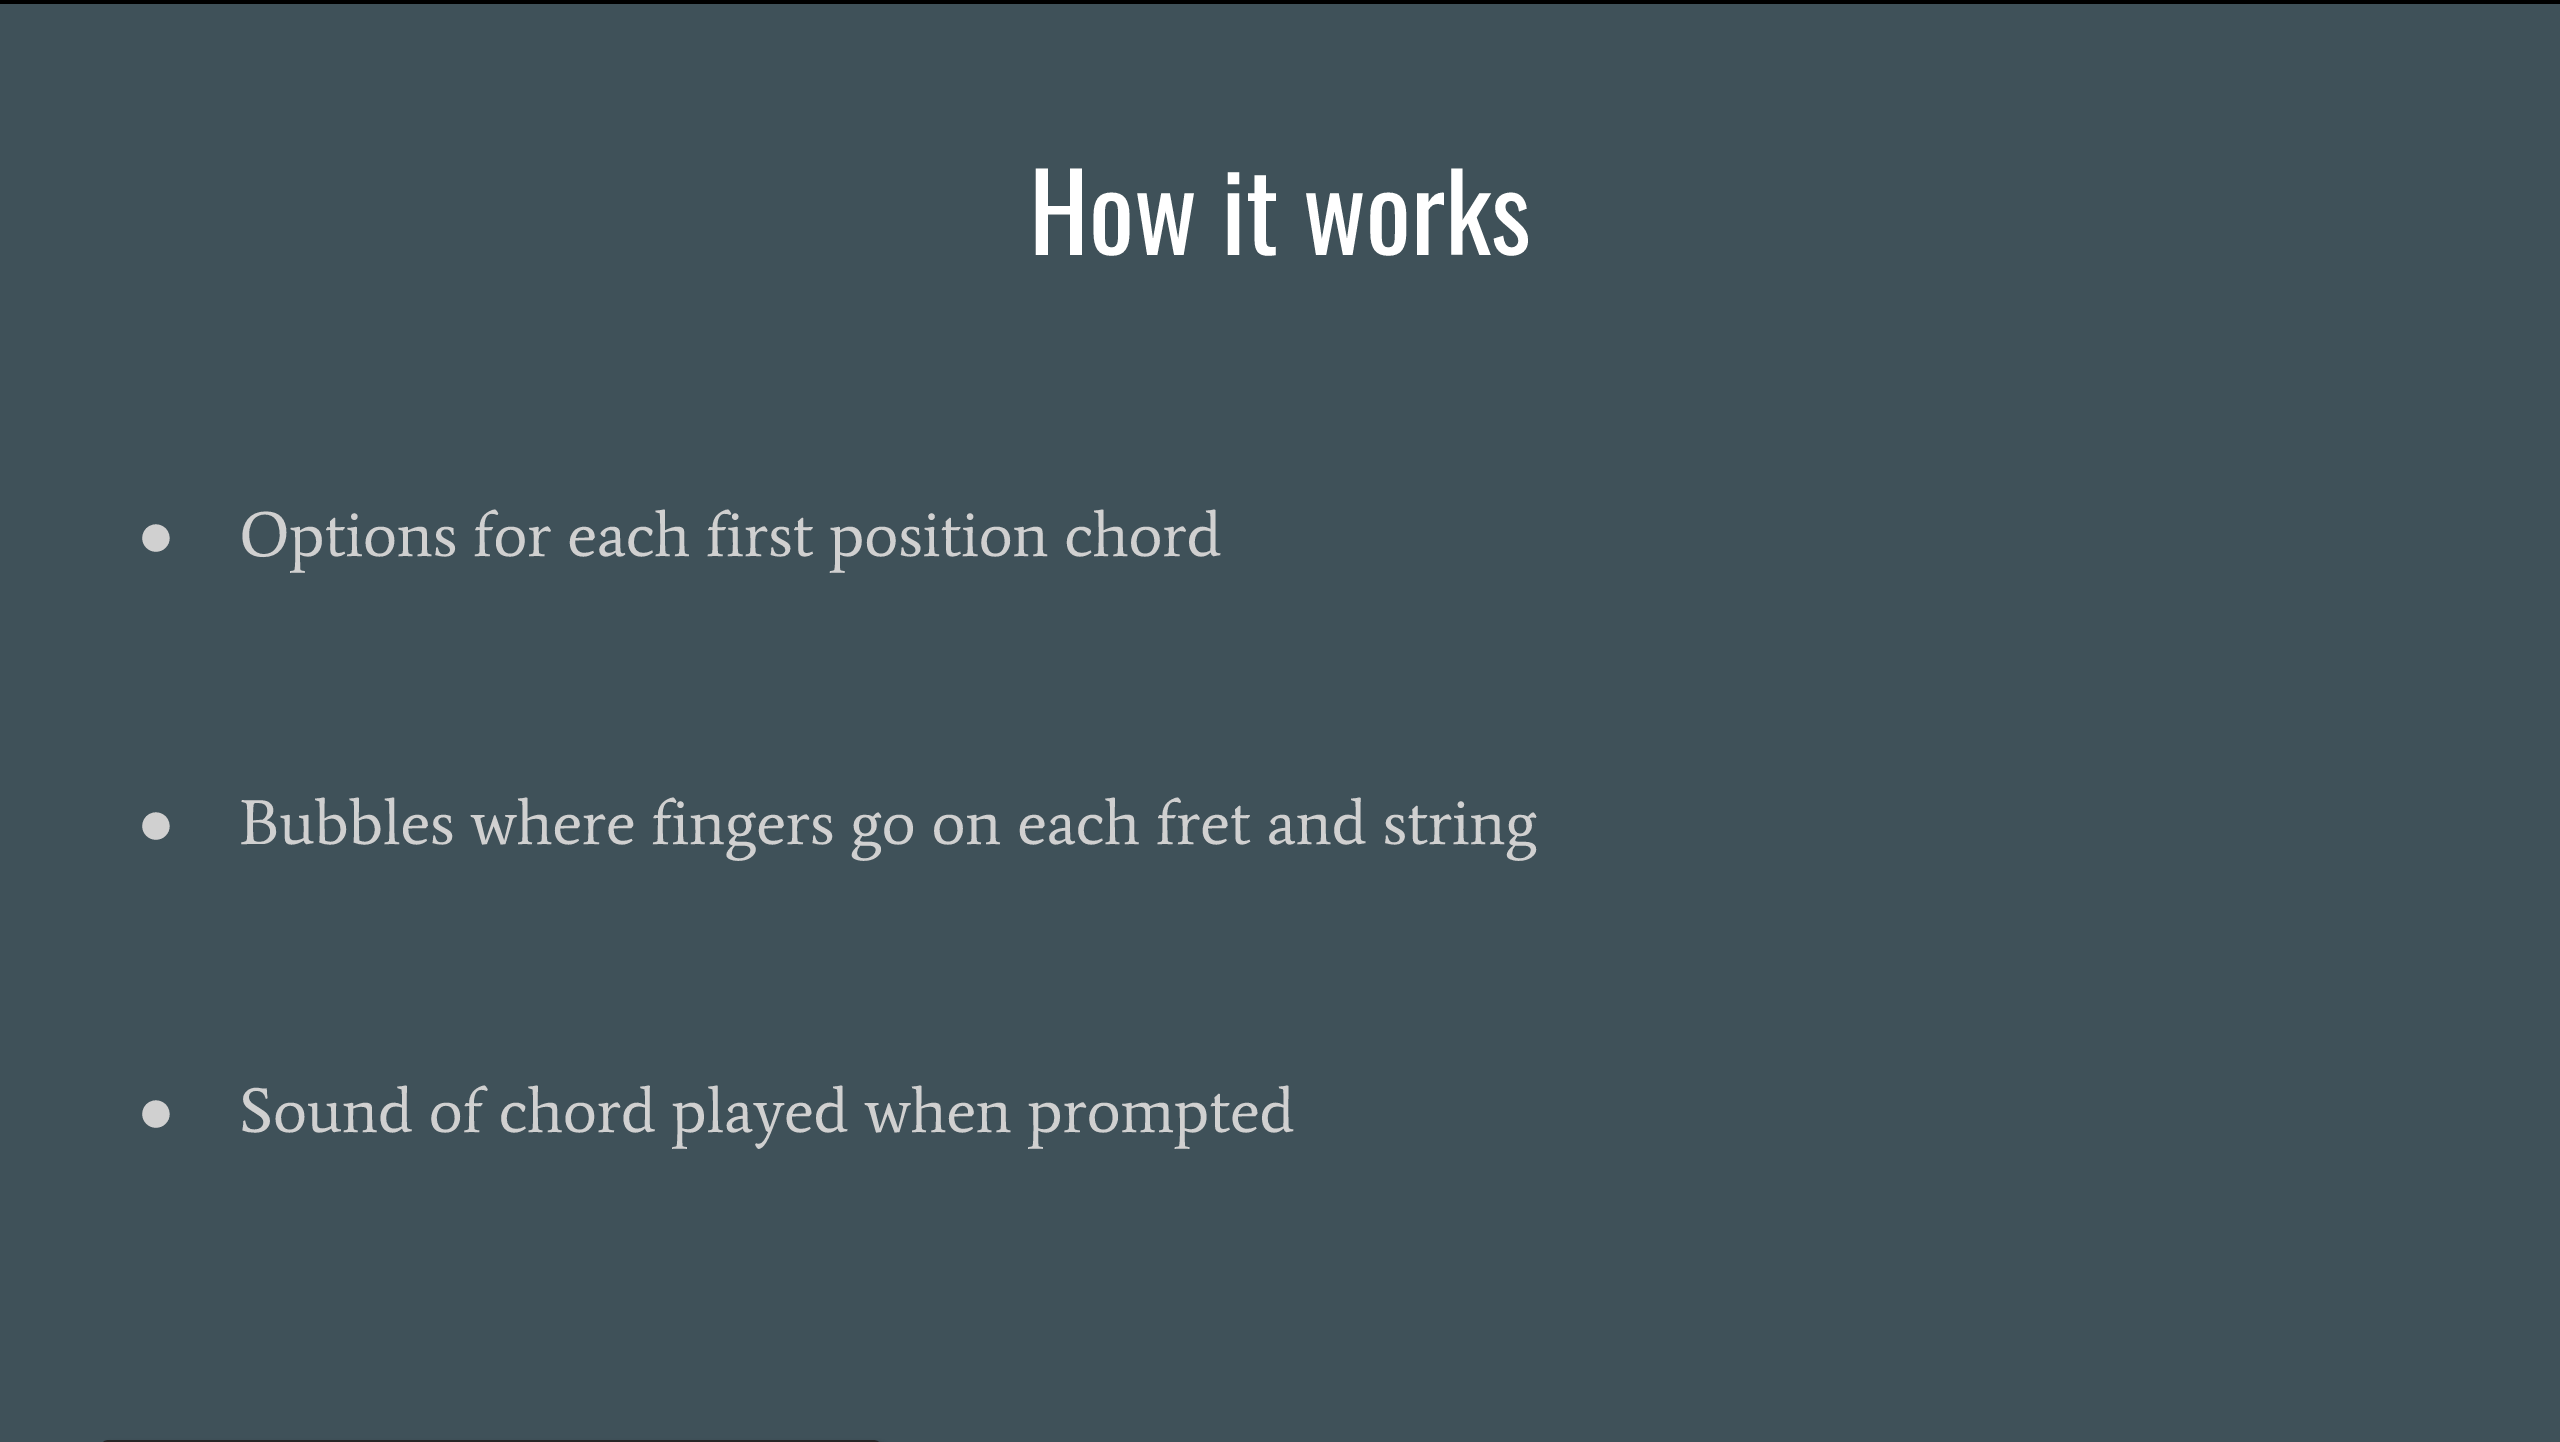 How it works
● Options for each first position chord
● Bubbles where fingers go on each fret and string
● Sound of chord played when prompted